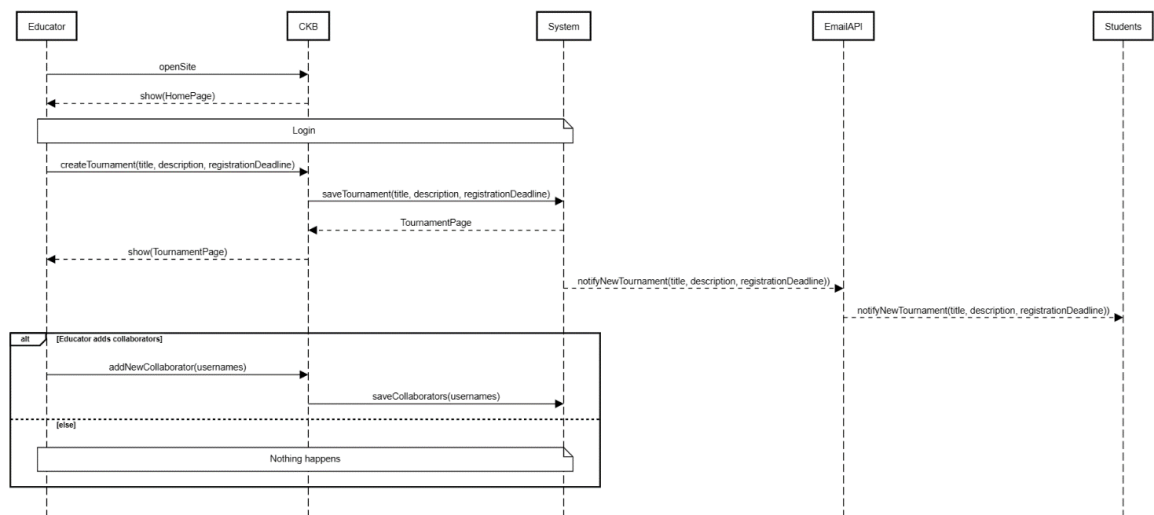 Educator
CKB
System
EmailAPI
Students
openSite
show(HomePage)
Login
createTournament(title, description, registrationDeadline)
saveTournament(title, description, registrationDeadline)
TournamentPage
show(TournamentPage)
notifyNewTournament(title, description, registrationDeadline))
notifyNewTournament(title, description, registrationDeadline))
alt
[Educator adds collaborators]
addNewCollaborator(usernames)
saveCollaborators(usernames)
[else]
Nothing happens